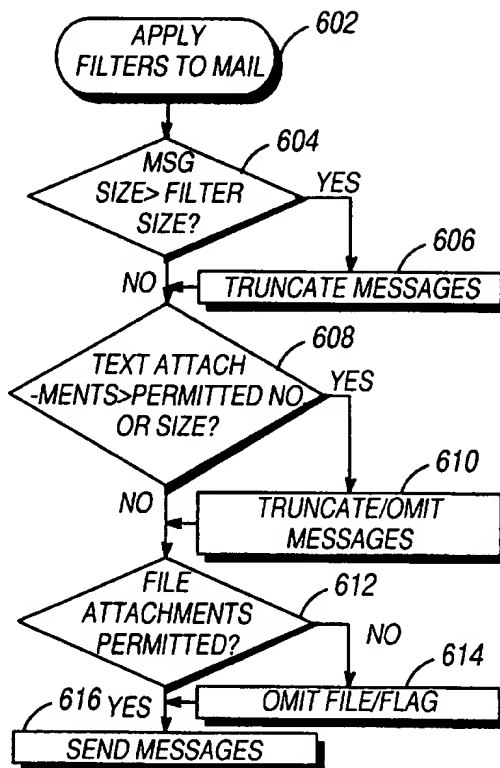 APPLY
FILTERS TO MAIL
602
604
MSG
SIZE> FILTER
SIZE?
YES
606
NO
TRUNCATE MESSAGES
608
TEXT ATTACH
-MENTS>PERMITTED NO
OR SIZE?
YES
610
NO
TRUNCATE/OMIT
MESSAGES
612
FILE
ATTACHMENTS
PERMITTED?
NO
614
616
YES
OMIT FILE/FLAG
SEND MESSAGES